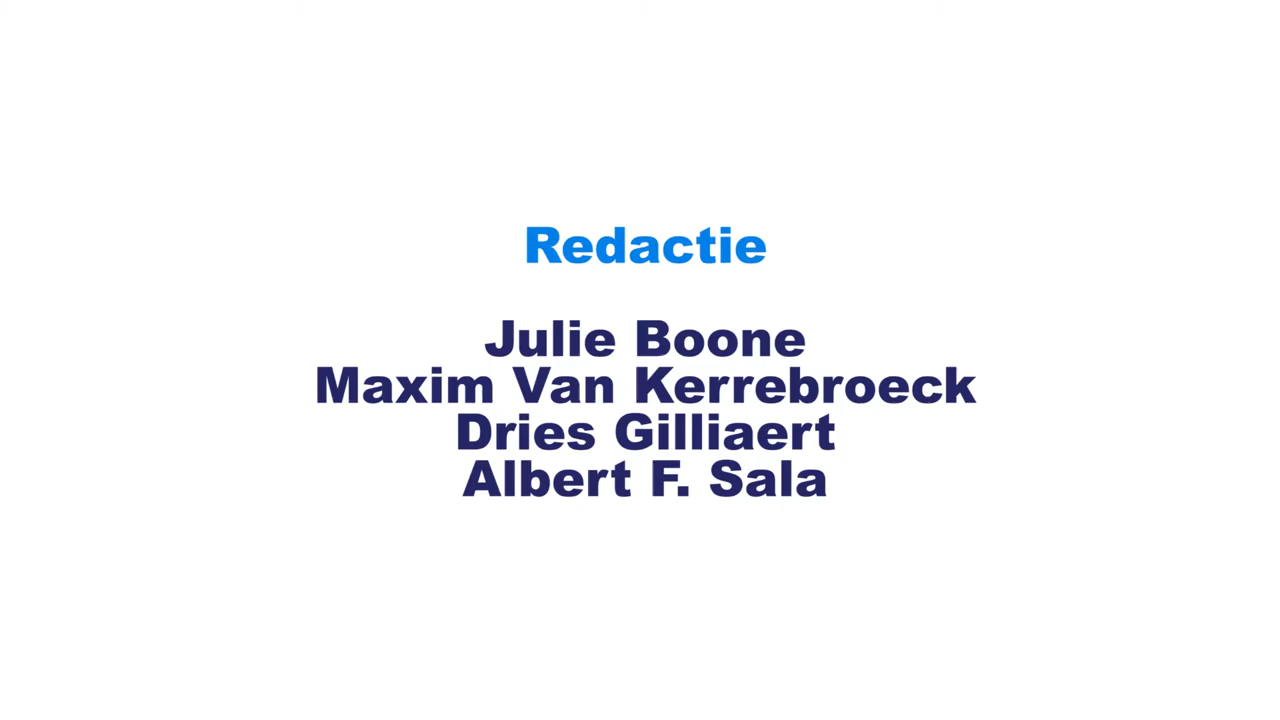 Redactie
Julie Boone
Maxim Van Kerrebroeck
Dries Gilliaert
Albert F. Sala